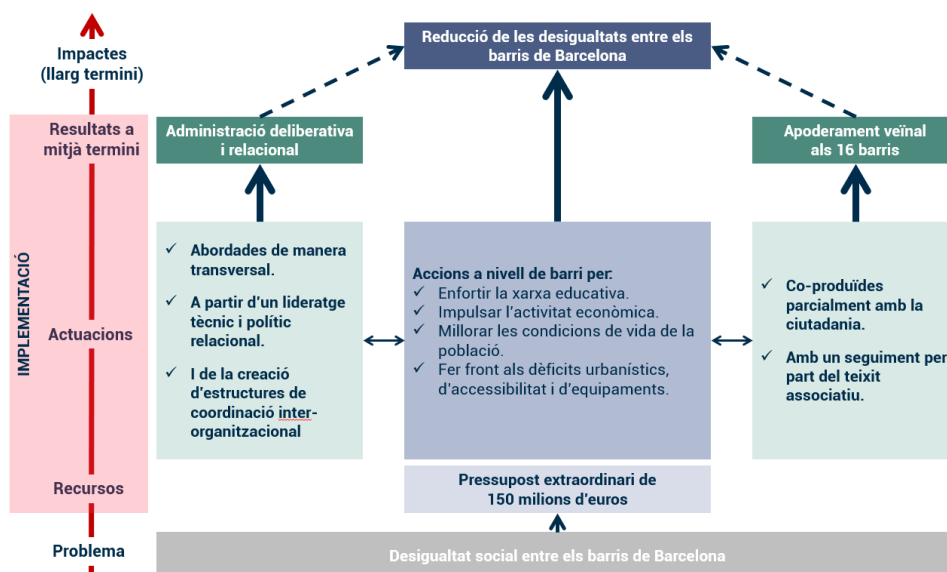 Impactes
(llarg termini)
Reducció de les desigualtats entre els
barris de Barcelona
Resultats a
mitjà termini
Administració deliberativa
i relacional
Apoderament veïnal
als 16 barris
IMPLEMENTACIÓ
Actuacions
✓ Abordades de manera
transversal.
✓ A partir d'un lideratge
tècnic i polític
relacional.
✓ I de la creació
d'estructures de
coordinació inter-
organitzacional
Accions a nivell de barri per:
✓ Enfortir la xarxa educativa.
✓ Impulsar l'activitat econòmica.
✓ Millorar les condicions de vida de la
població.
✓ Fer front als dèficits urbanístics,
d'accessibilitat i d'equipaments.
✓ Co-produïdes
parcialment amb la
ciutadania.
✓ Amb un seguiment per
part del teixit
associatiu.
Recursos
Pressupost extraordinari de
150 milions d'euros
Problema
Desigualtat social entre els barris de Barcelona